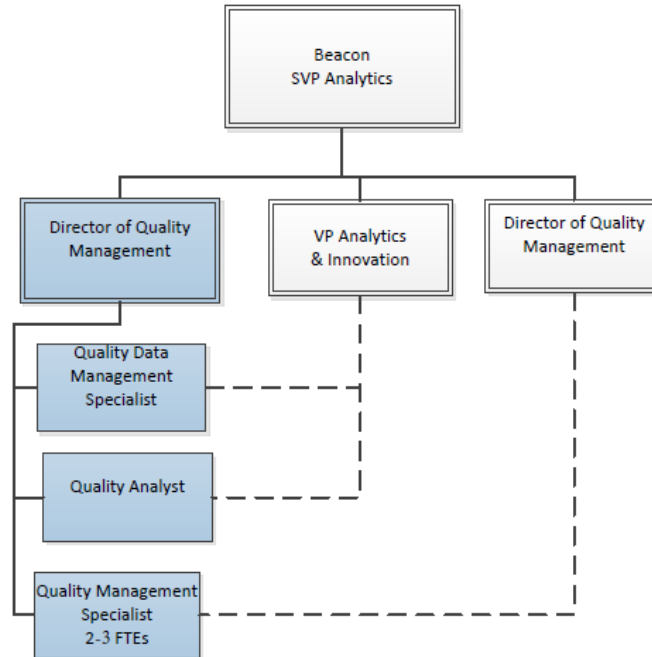 Beacon
SVP Analytics
Director of Quality
Management
VP Analytics
& Innovation
Director of Quality
Management
Quality Data
Management
Specialist
Quality Analyst
Quality Management
Specialist
2-3 FTEs